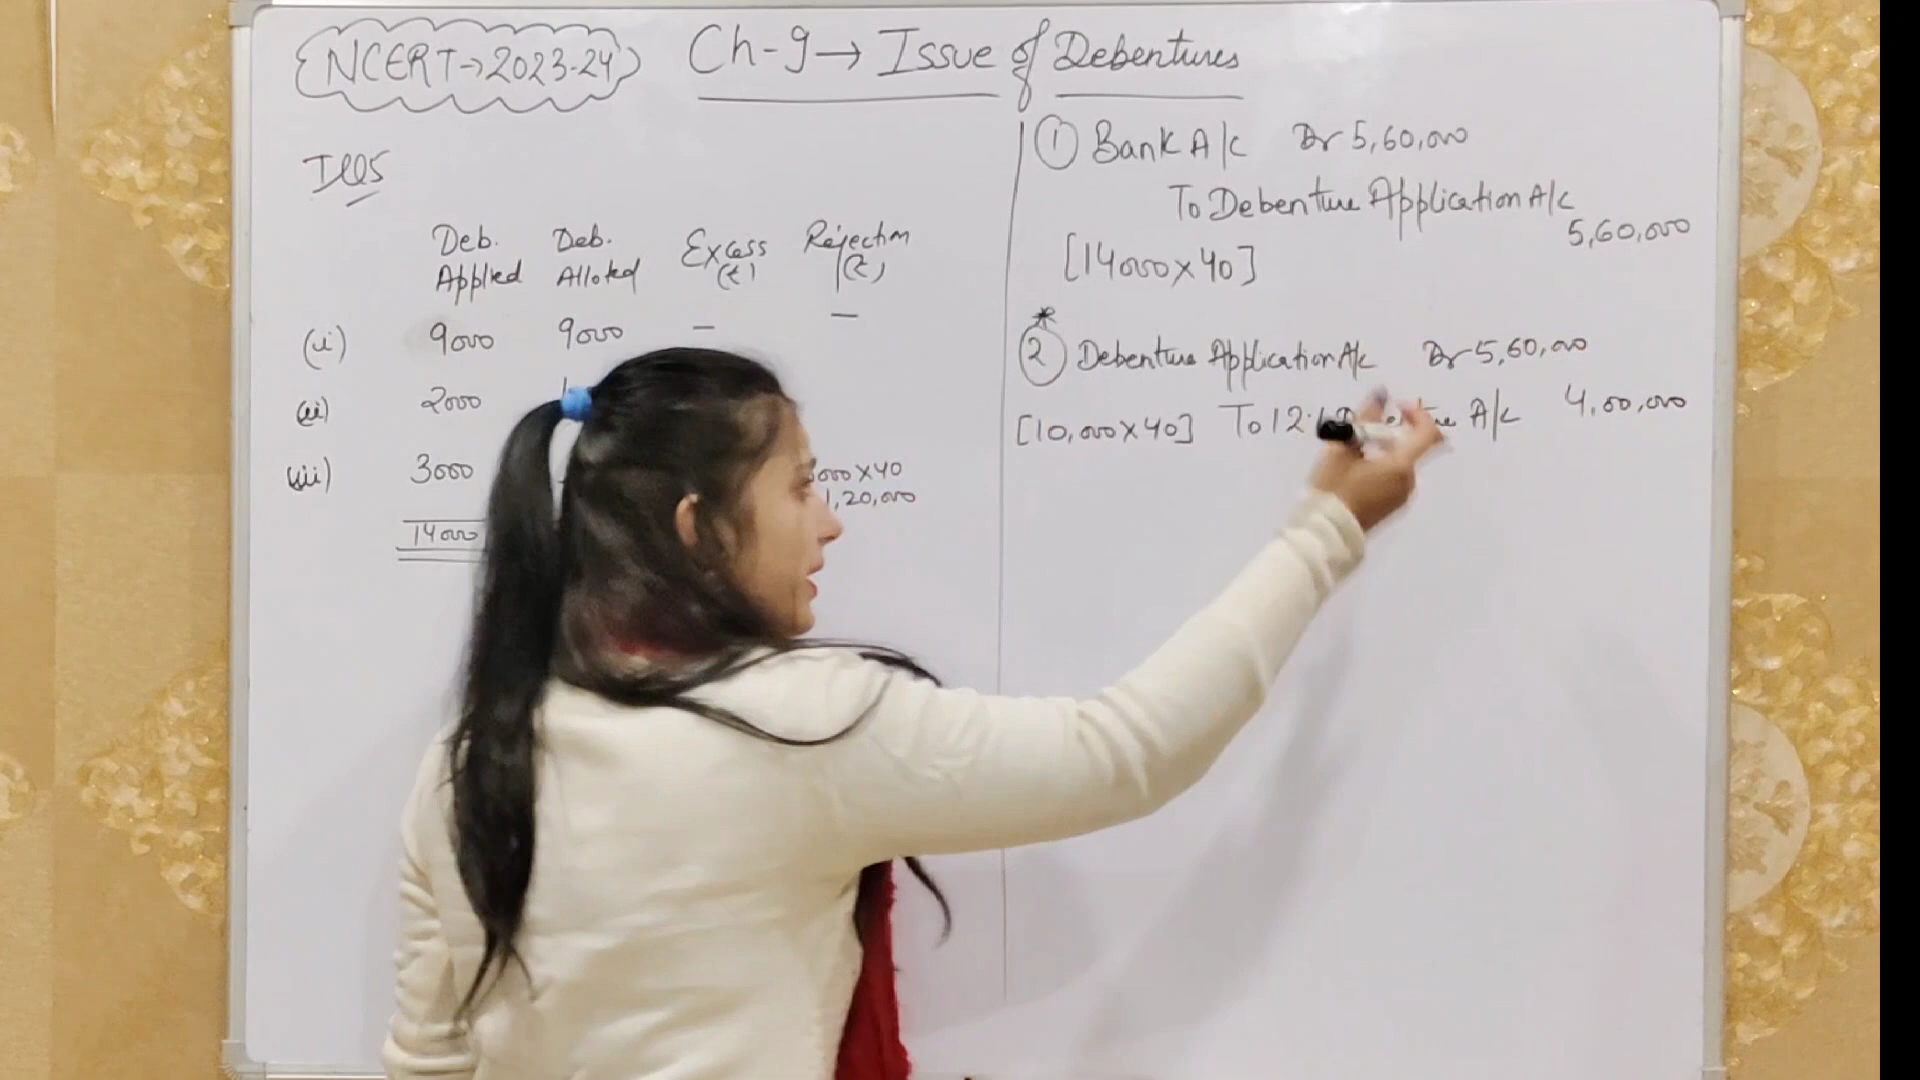 NCERT→2023-24
Ch-9→ Issue of Debentures
Ill 5
Deb. Applied Deb. Alloted Excess (₹) Rejection (₹)
(i) 9000 9000 - -
(ii) 2000
(iii) 3000 000×40
1,20,000
14000
① Bank A/c Dr 5,60,000
To Debenture Application A/c
5,60,000
[14000×40]
*
② Debenture Application A/c Dr 5,60,000
[10,000×40] To 12% A/c 4,00,000